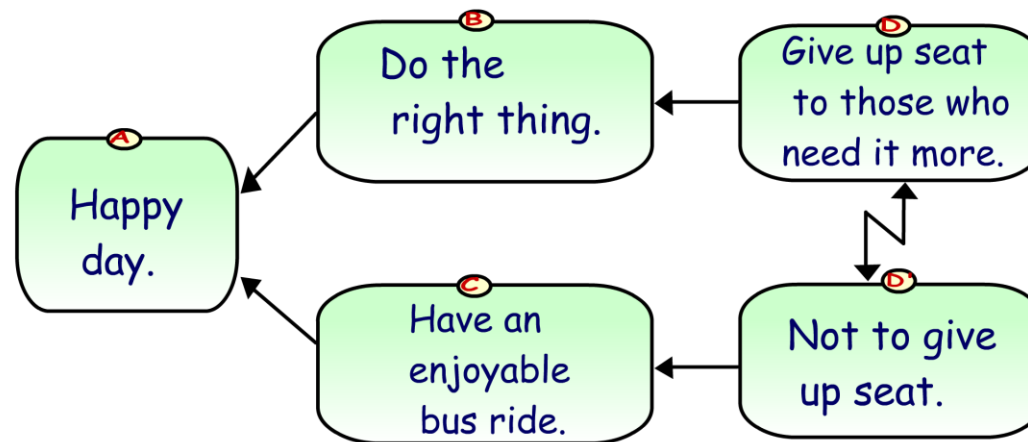 A
Happy
day.
B
Do the
right thing.
D
Give up seat
to those who
need it more.
C
Have an
enjoyable
bus ride.
D'
Not to give
up seat.